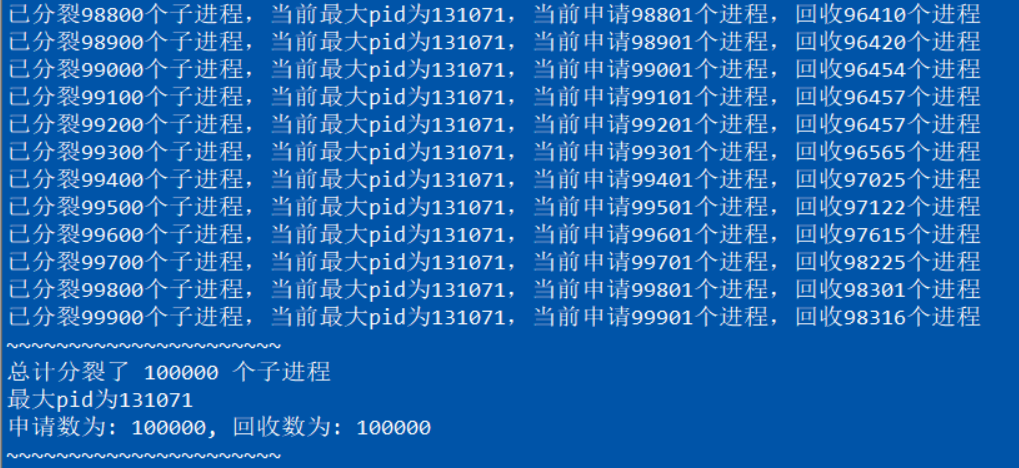 已分裂98800个子进程，当前最大pid为131071，当前申请98801个进程，回收96410个进程
已分裂98900个子进程，当前最大pid为131071，当前申请98901个进程，回收96420个进程
已分裂99000个子进程，当前最大pid为131071，当前申请99001个进程，回收96454个进程
已分裂99100个子进程，当前最大pid为131071，当前申请99101个进程，回收96457个进程
已分裂99200个子进程，当前最大pid为131071，当前申请99201个进程，回收96457个进程
已分裂99300个子进程，当前最大pid为131071，当前申请99301个进程，回收96565个进程
已分裂99400个子进程，当前最大pid为131071，当前申请99401个进程，回收97025个进程
已分裂99500个子进程，当前最大pid为131071，当前申请99501个进程，回收97122个进程
已分裂99600个子进程，当前最大pid为131071，当前申请99601个进程，回收97615个进程
已分裂99700个子进程，当前最大pid为131071，当前申请99701个进程，回收98225个进程
已分裂99800个子进程，当前最大pid为131071，当前申请99801个进程，回收98301个进程
已分裂99900个子进程，当前最大pid为131071，当前申请99901个进程，回收98316个进程
~~~~~~~~~~~~~~~~~~~~~~
总计分裂了 100000 个子进程
最大pid为131071
申请数为: 100000, 回收数为: 100000
~~~~~~~~~~~~~~~~~~~~~~